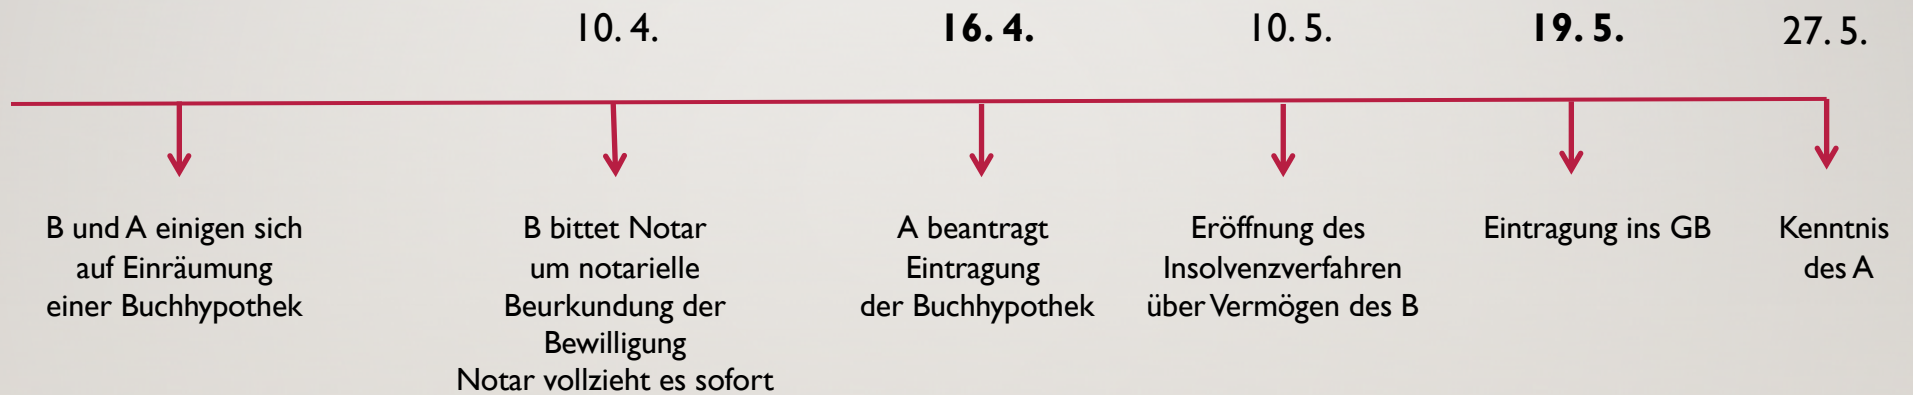 10. 4.
16. 4.
10. 5.
19. 5.
27. 5.
B und A einigen sich
auf Einräumung
einer Buchhypothek
B bittet Notar
um notarielle
Beurkundung der
Bewilligung
Notar vollzieht es sofort
A beantragt
Eintragung
der Buchhypothek
Eröffnung des
Insolvenzverfahren
über Vermögen des B
Eintragung ins GB
Kenntnis
des A